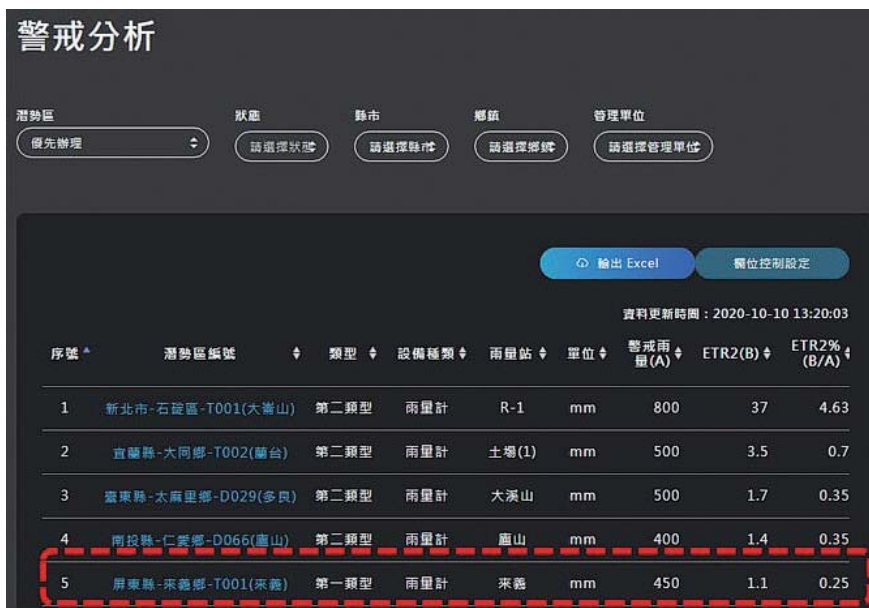 警戒分析
潛勢區 狀態 縣市 鄉鎮 管理單位
優先辦理 請選擇狀態 請選擇縣市 請選擇鄉鎮 請選擇管理單位
輸出 Excel 欄位控制設定
資料更新時間：2020-10-10 13:20:03
序號 潛勢區編號 類型 設備種類 雨量站 單位 警戒雨量(A) ETR2(B) ETR2%(B/A)
1 新北市-石碇區-T001(大崙山) 第二類型 雨量計 R-1 mm 800 37 4.63
2 宜蘭縣-大同鄉-T002(蘭台) 第二類型 雨量計 土場(1) mm 500 3.5 0.7
3 臺東縣-太麻里鄉-D029(多良) 第二類型 雨量計 大溪山 mm 500 1.7 0.35
4 南投縣-仁愛鄉-D066(廬山) 第二類型 雨量計 廬山 mm 400 1.4 0.35
5 屏東縣-來義鄉-T001(來義) 第一類型 雨量計 來義 mm 450 1.1 0.25